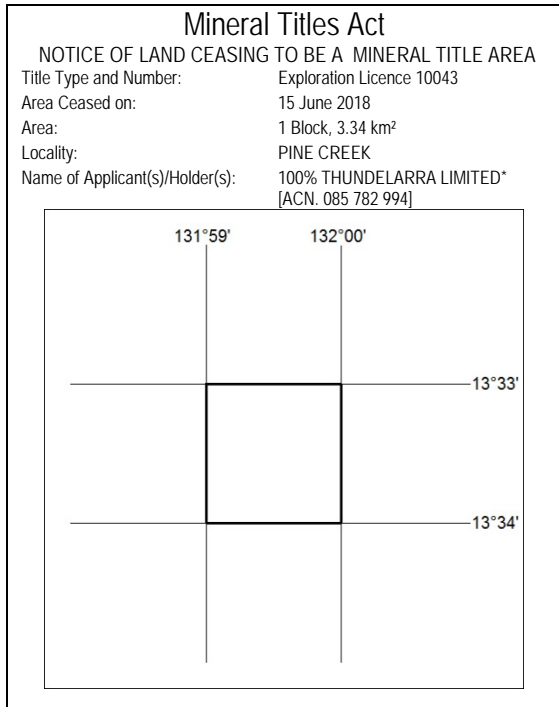 Mineral Titles Act
NOTICE OF LAND CEASING TO BE A MINERAL TITLE AREA
Title Type and Number: Exploration Licence 10043
Area Ceased on: 15 June 2018
Area: 1 Block, 3.34 km²
Locality: PINE CREEK
Name of Applicant(s)/Holder(s): 100% THUNDELARRA LIMITED*
[ACN. 085 782 994]
131°59' 132°00'
13°33'
13°34'